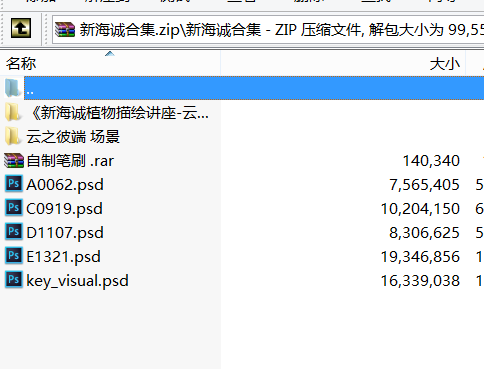 新海诚合集.zip\新海诚合集 - ZIP 压缩文件, 解包大小为 99,55
名称 大小
..
《新海诚植物描绘讲座-云...
云之彼端 场景
自制笔刷 .rar 140,340
A0062.psd 7,565,405 5
C0919.psd 10,204,150 6
D1107.psd 8,306,625 5
E1321.psd 19,346,856 1
key_visual.psd 16,339,038 1